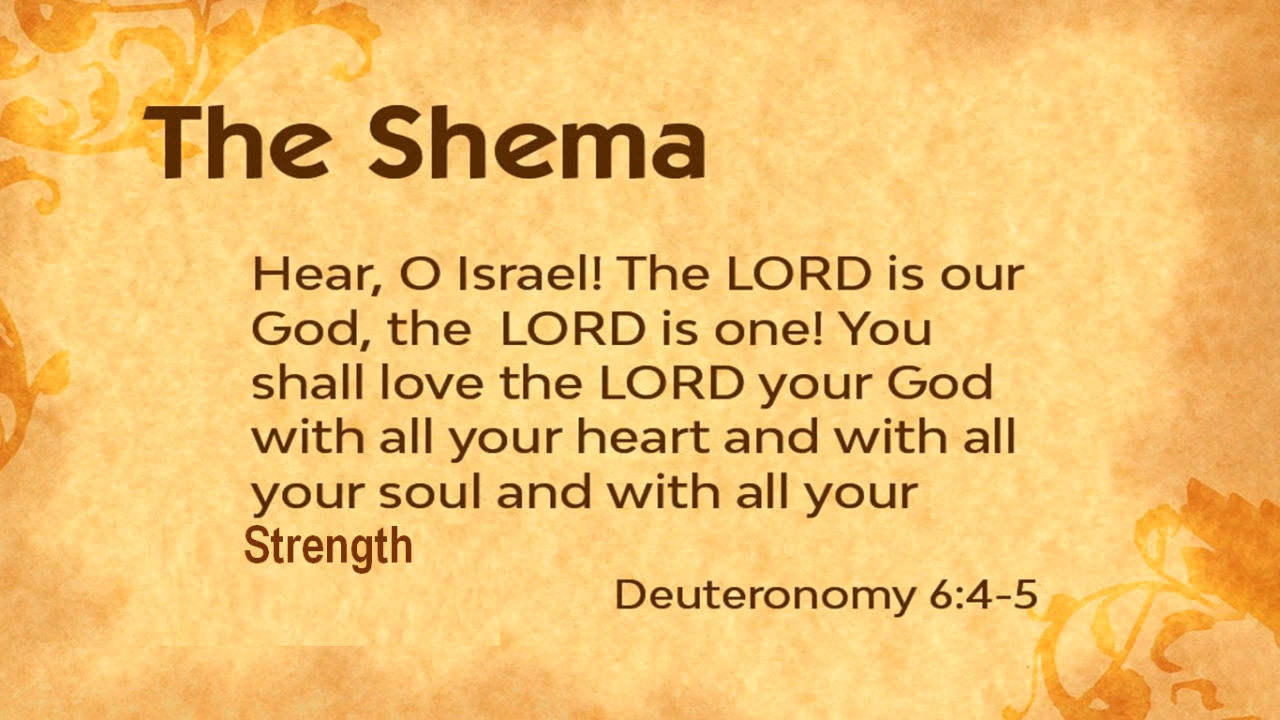 The Shema
Hear, O Israel! The LORD is our
God, the  LORD is one! You
shall love the LORD your God
with all your heart and with all
your soul and with all your
Strength
Deuteronomy 6:4-5